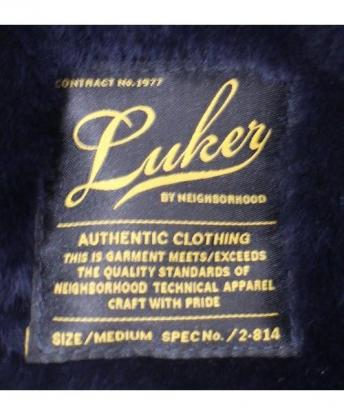 CONTRACT No.1977
Luker
BY NEIGHBORHOOD
AUTHENTIC CLOTHING
THIS IS GARMENT MEETS/EXCEEDS
THE QUALITY STANDARDS OF
NEIGHBORHOOD TECHNICAL APPAREL
CRAFT WITH PRIDE
SIZE/MEDIUM SPEC No./2-814